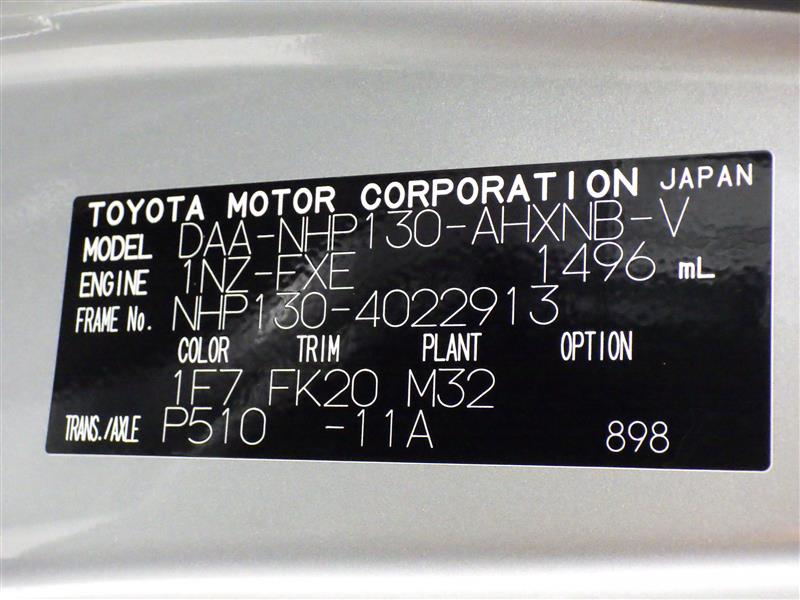 TOYOTA MOTOR CORPORATION JAPAN
MODEL DAA-NHP130-AHXNB-V
ENGINE 1NZ-FXE 1496 mL
FRAME No. NHP130-4022913
COLOR TRIM PLANT OPTION
1F7 FK20 M32
TRANS./AXLE P510 -11A 898